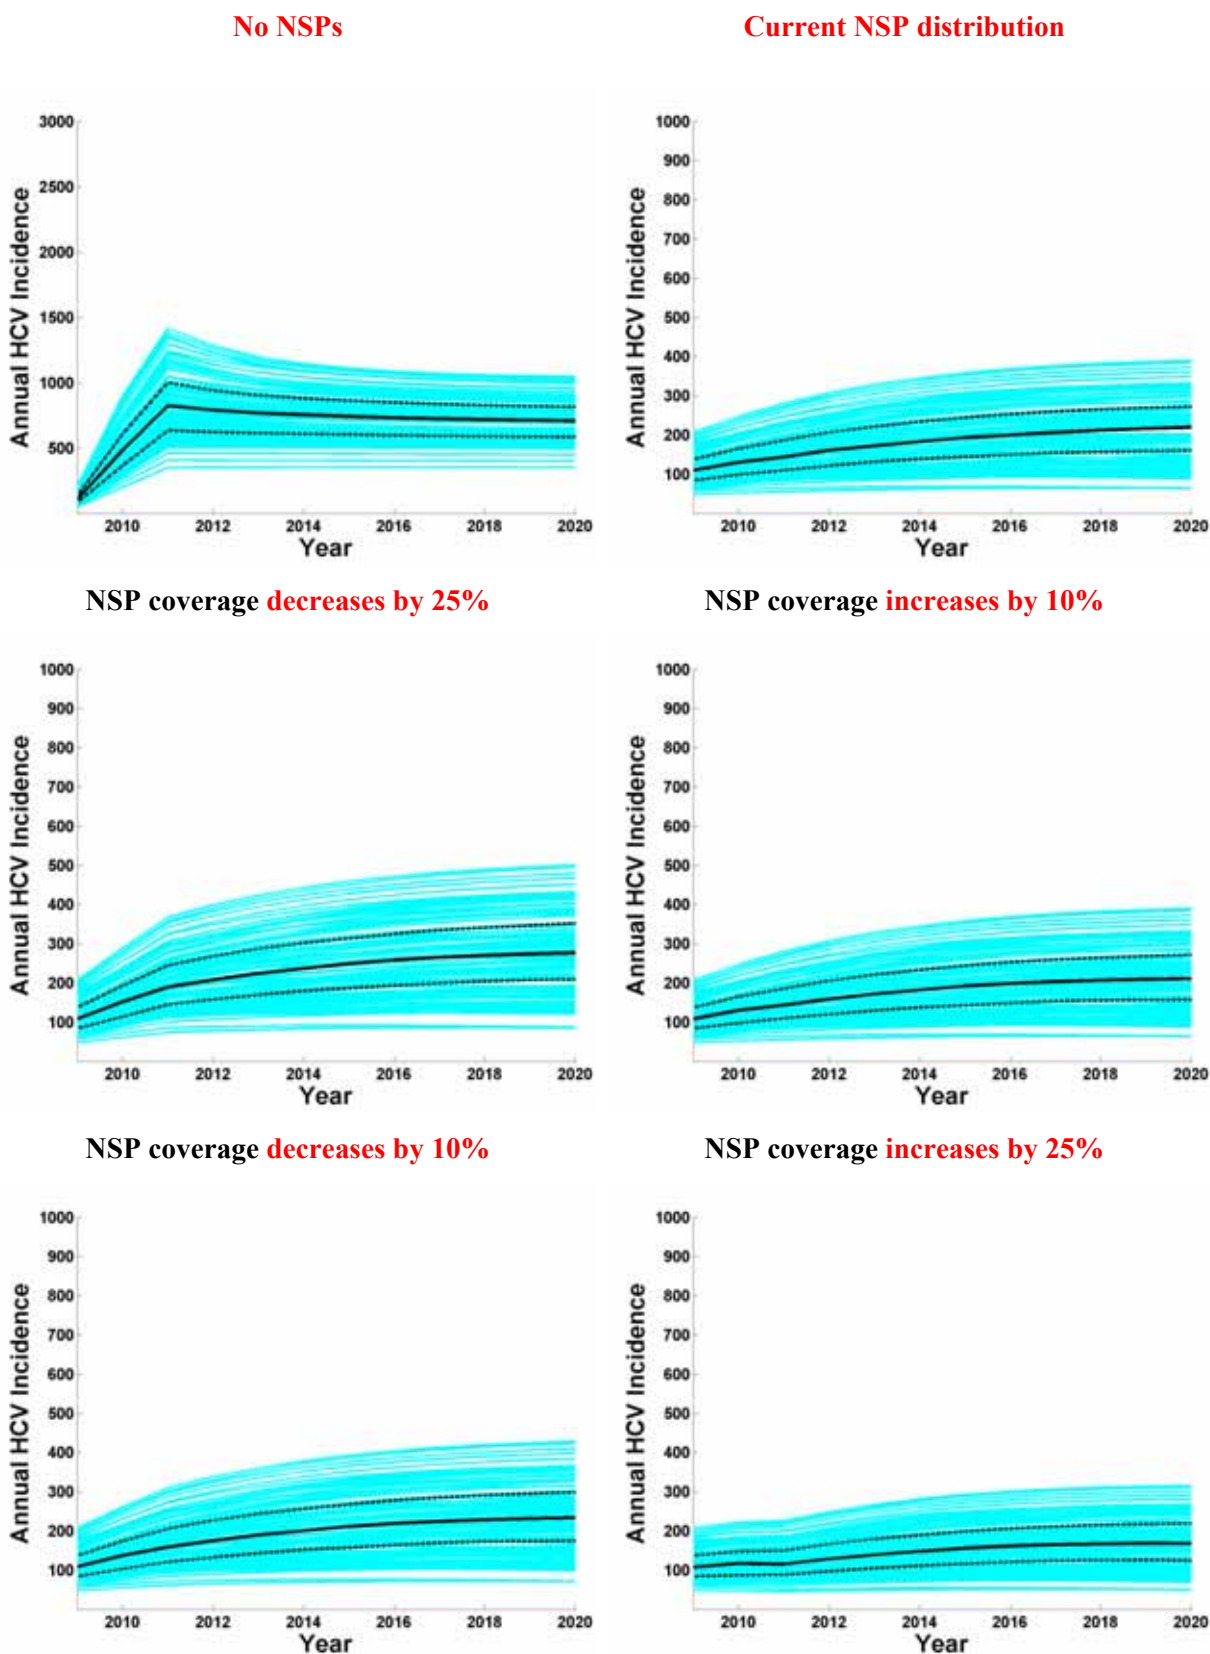 No NSPs
Current NSP distribution
3000
2500
2000
1500
1000
500
Annual HCV Incidence
2010 2012 2014 2016 2018 2020
Year
1000
900
800
700
600
500
400
300
200
100
Annual HCV Incidence
2010 2012 2014 2016 2018 2020
Year
NSP coverage decreases by 25%
NSP coverage increases by 10%
1000
900
800
700
600
500
400
300
200
100
Annual HCV Incidence
2010 2012 2014 2016 2018 2020
Year
1000
900
800
700
600
500
400
300
200
100
Annual HCV Incidence
2010 2012 2014 2016 2018 2020
Year
NSP coverage decreases by 10%
NSP coverage increases by 25%
1000
900
800
700
600
500
400
300
200
100
Annual HCV Incidence
2010 2012 2014 2016 2018 2020
Year
1000
900
800
700
600
500
400
300
200
100
Annual HCV Incidence
2010 2012 2014 2016 2018 2020
Year